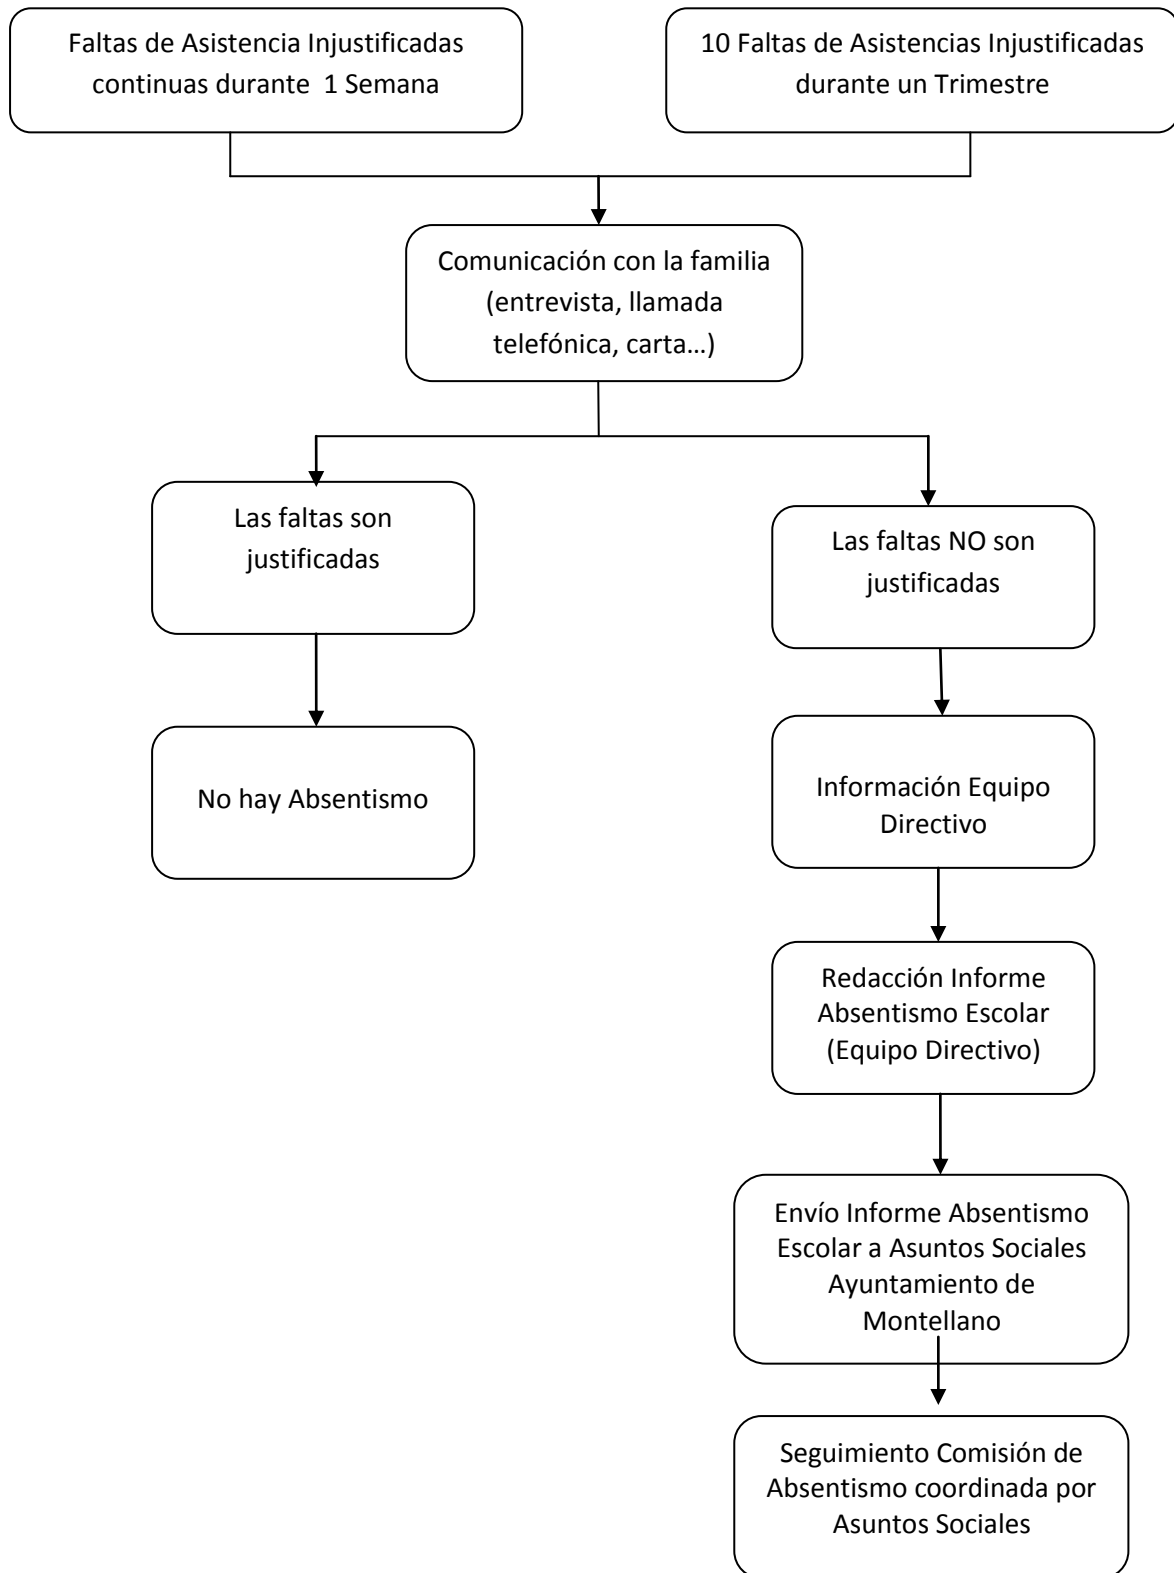 Faltas de Asistencia Injustificadas
continuas durante 1 Semana
10 Faltas de Asistencias Injustificadas
durante un Trimestre
Comunicación con la familia
(entrevista, llamada
telefónica, carta…)
Las faltas son
justificadas
Las faltas NO son
justificadas
No hay Absentismo
Información Equipo
Directivo
Redacción Informe
Absentismo Escolar
(Equipo Directivo)
Envío Informe Absentismo
Escolar a Asuntos Sociales
Ayuntamiento de
Montellano
Seguimiento Comisión de
Absentismo coordinada por
Asuntos Sociales